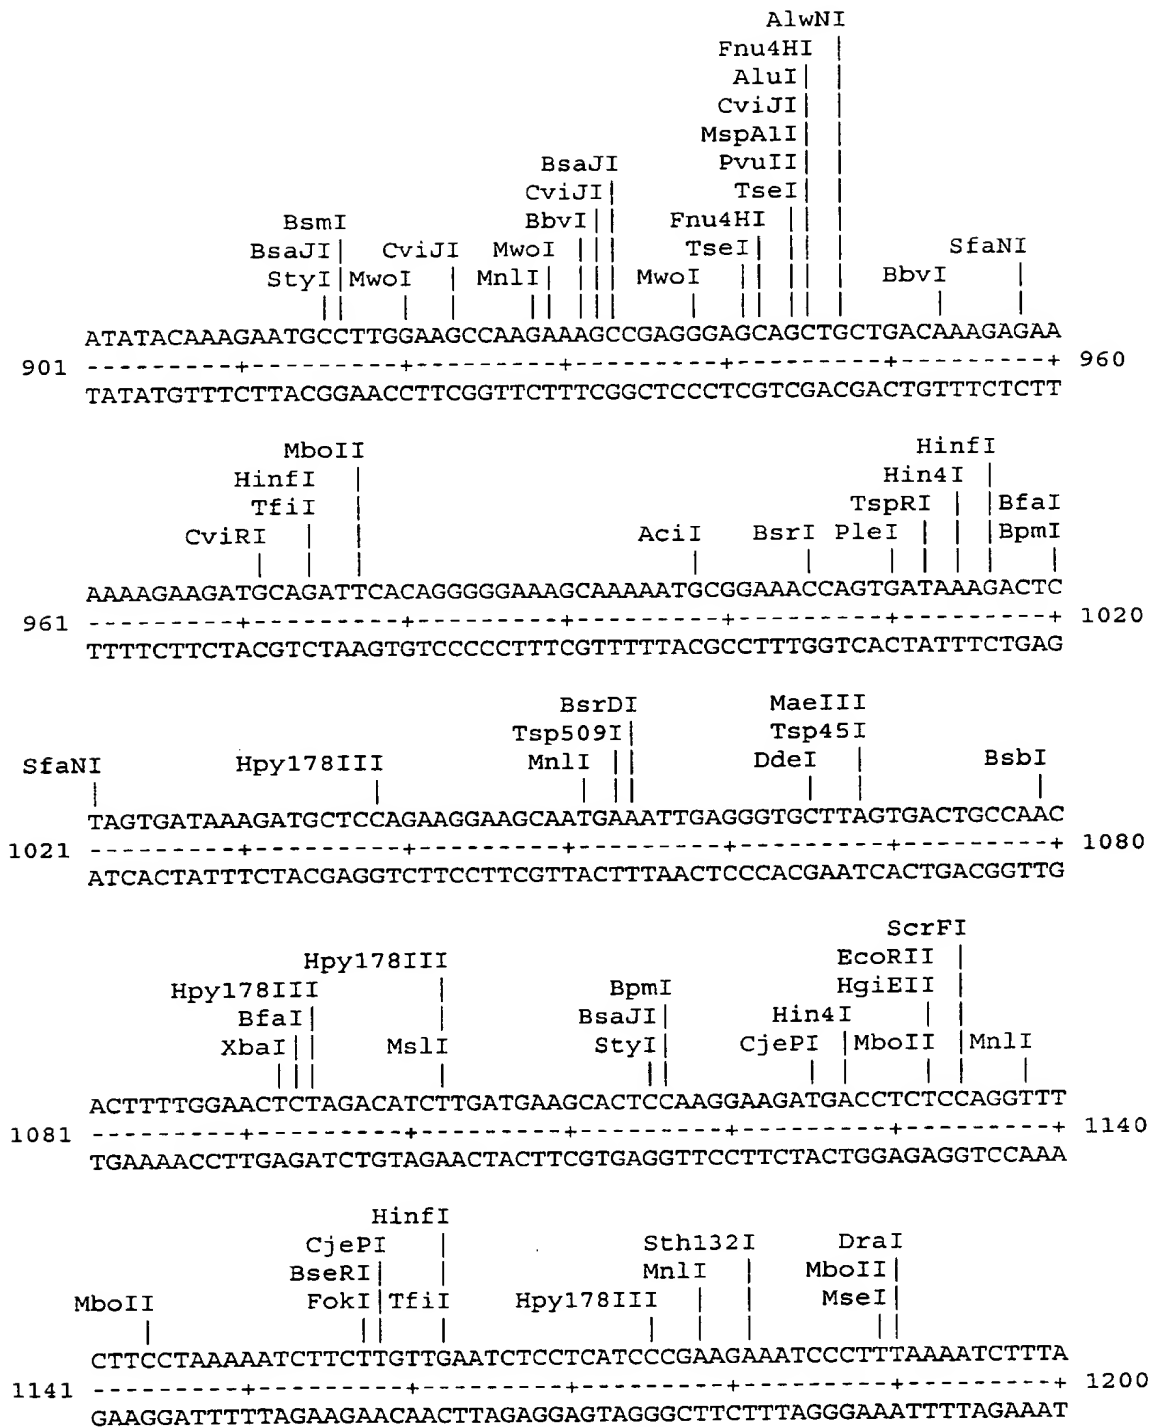 AlwNI
Fnu4HI
AluI
CviJI
MspA1I
PvuII
BsaJI
TseI
CviJI
BsmI BbvI Fnu4HI
BsaJI CviJI MwoI TseI SfaNI
StyI MwoI MnlI MwoI BbvI
ATATACAAAGAATGCCTTGGAAGCCAAGAAAGCCGAGGGAGCAGCTGCTGACAAAGAGAA
901 ---------+---------+---------+---------+---------+---------+ 960
TATATGTTTCTTACGGAACCTTCGGTTCTTTCGGCTCCCTCGTCGACGACTGTTTCTCTT
MboII HinfI
HinfI Hin4I
TfiI TspRI BfaI
CviRI AciI BsrI PleI BpmI
AAAAGAAGATGCAGATTCACAGGGGGAAAGCAAAAATGCGGAAACCAGTGATAAAGACTC
961 ---------+---------+---------+---------+---------+---------+ 1020
TTTTCTTCTACGTCTAAGTGTCCCCCTTTCGTTTTTACGCCTTTGGTCACTATTTCTGAG
BsrDI MaeIII
Tsp509I Tsp45I
SfaNI Hpy178III MnlI DdeI BsbI
TAGTGATAAAGATGCTCCAGAAGGAAGCAATGAAATTGAGGGTGCTTAGTGACTGCCAAC
1021 ---------+---------+---------+---------+---------+---------+ 1080
ATCACTATTTCTACGAGGTCTTCCTTCGTTACTTTAACTCCCACGAATCACTGACGGTTG
ScrFI
Hpy178III EcoRII
Hpy178III BpmI HgiEII
BfaI BsaJI Hin4I
XbaI MslI StyI CjePI MboII MnlI
ACTTTTGGAACTCTAGACATCTTGATGAAGCACTCCAAGGAAGATGACCTCTCCAGGTTT
1081 ---------+---------+---------+---------+---------+---------+ 1140
TGAAAACCTTGAGATCTGTAGAACTACTTCGTGAGGTTCCTTCTACTGGAGAGGTCCAAA
HinfI
CjePI Sth132I DraI
BseRI MnlI MboII
MboII FokI TfiI Hpy178III MseI
CTTCCTAAAAATCTTCTTGTTGAATCTCCTCATCCCGAAGAAATCCCTTTAAAATCTTTA
1141 ---------+---------+---------+---------+---------+---------+ 1200
GAAGGATTTTTAGAAGAACAACTTAGAGGAGTAGGGCTTCTTTAGGGAAATTTTAGAAAT